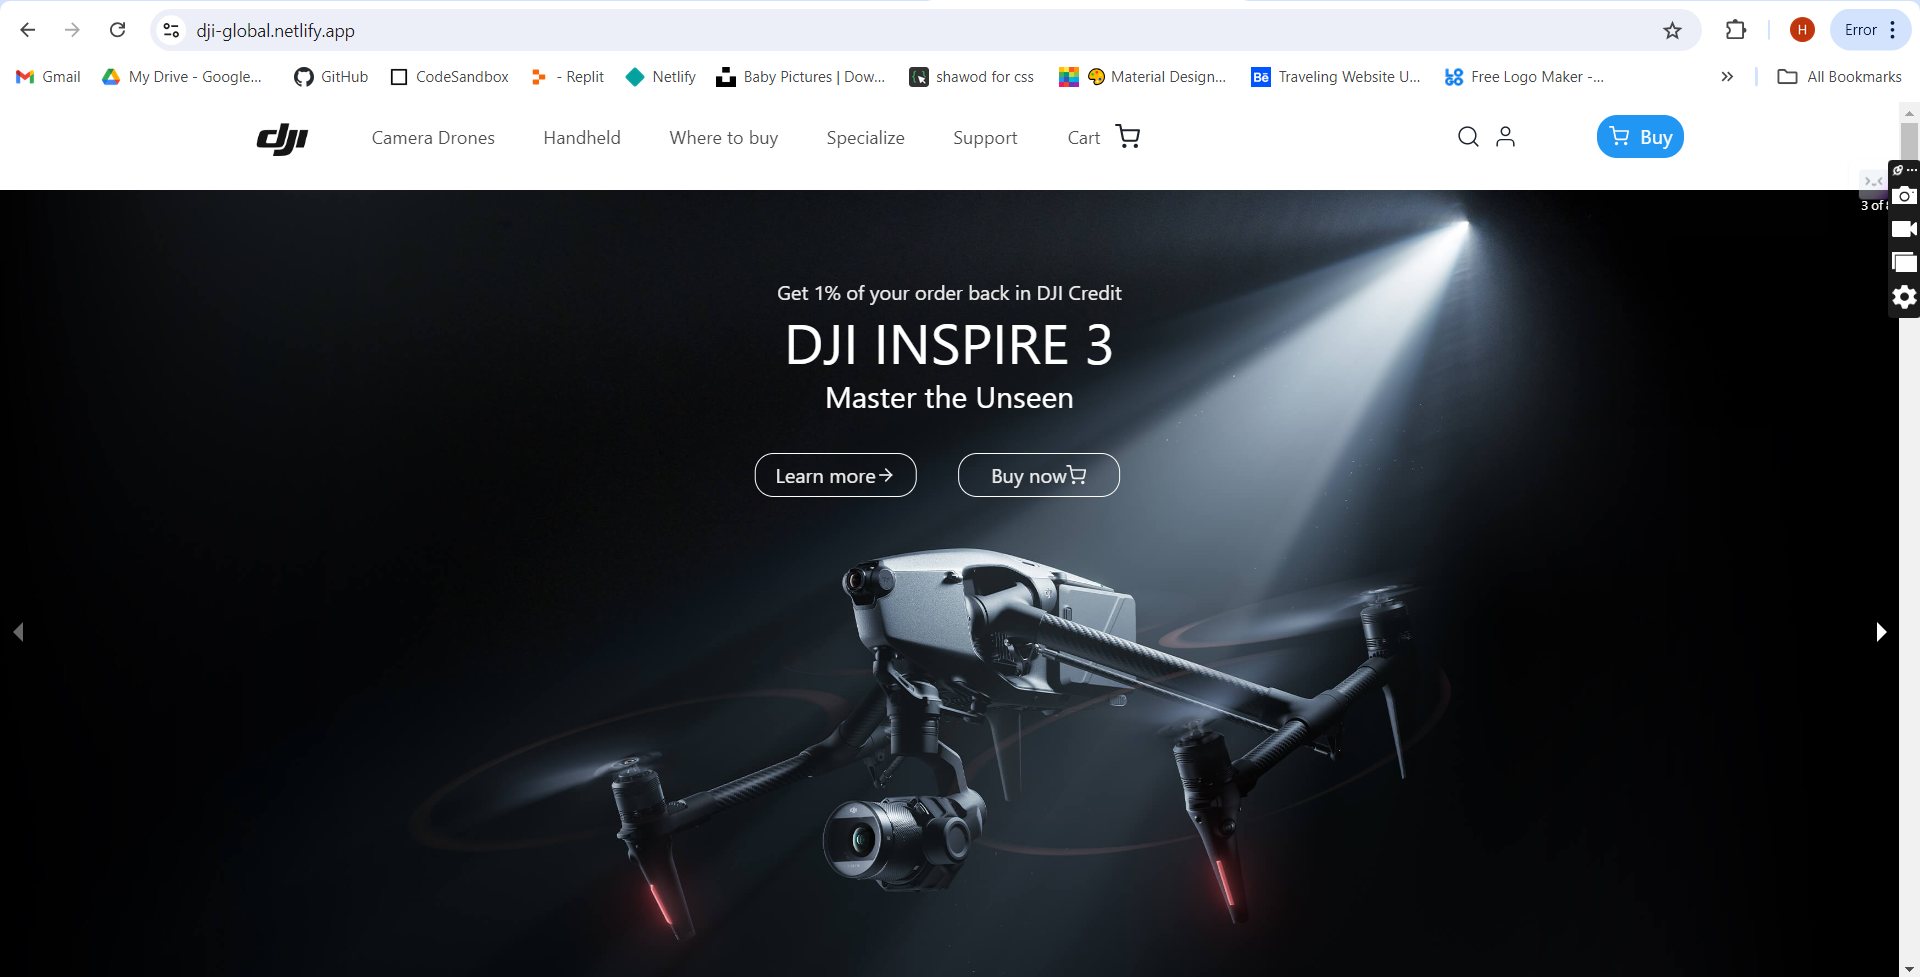 dji-global.netlify.app
H
Error
Gmail
My Drive - Google...
GitHub
CodeSandbox
- Replit
Netlify
Baby Pictures | Dow...
shawod for css
Material Design...
Bē
Traveling Website U...
LO
GO
Free Logo Maker -...
All Bookmarks
dji
Camera Drones
Handheld
Where to buy
Specialize
Support
Cart
Buy
3 of
Get 1% of your order back in DJI Credit
DJI INSPIRE 3
Master the Unseen
Learn more
Buy now